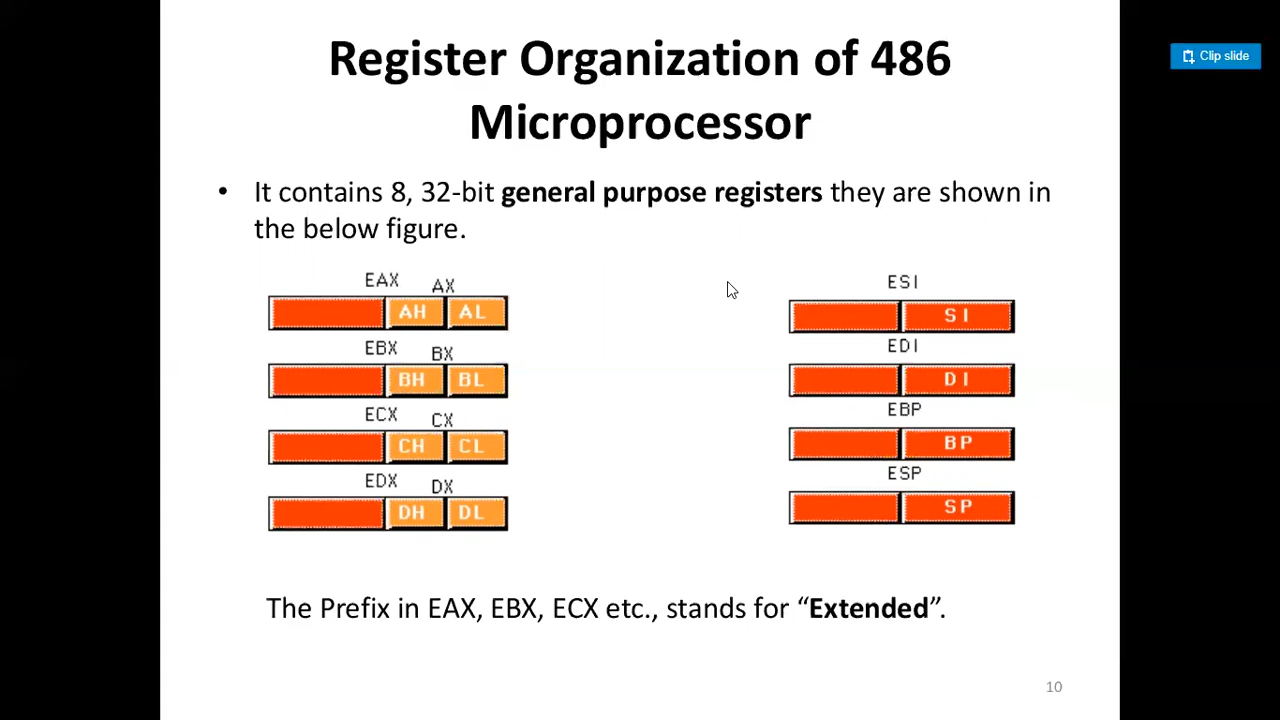 Register Organization of 486
Microprocessor
Clip slide
• It contains 8, 32-bit general purpose registers they are shown in
the below figure.
EAX AX
AH AL
EBX BX
BH BL
ECX CX
CH CL
EDX DX
DH DL
ESI
SI
EDI
DI
EBP
BP
ESP
SP
The Prefix in EAX, EBX, ECX etc., stands for “Extended”.
10